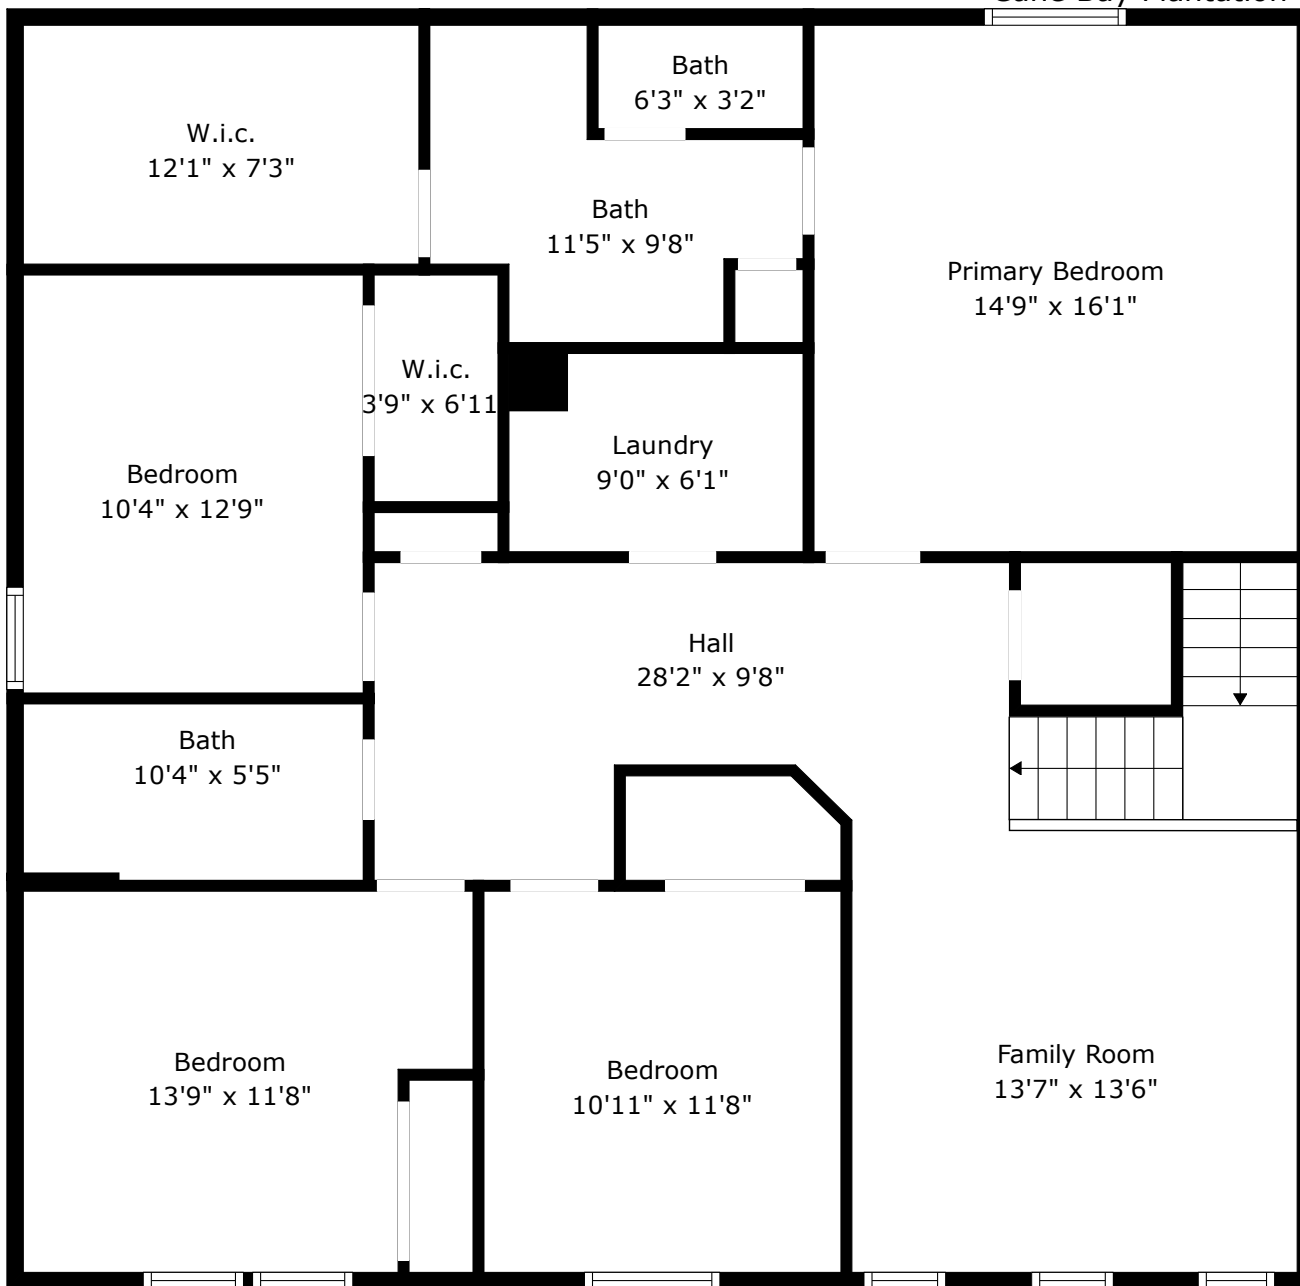 Bath
6'3" x 3'2"
W.i.c.
12'1" x 7'3"
Bath
11'5" x 9'8"
Primary Bedroom
14'9" x 16'1"
W.i.c.
3'9" x 6'11
Bedroom
10'4" x 12'9"
Laundry
9'0" x 6'1"
Hall
28'2" x 9'8"
Bath
10'4" x 5'5"
Bedroom
13'9" x 11'8"
Bedroom
10'11" x 11'8"
Family Room
13'7" x 13'6"